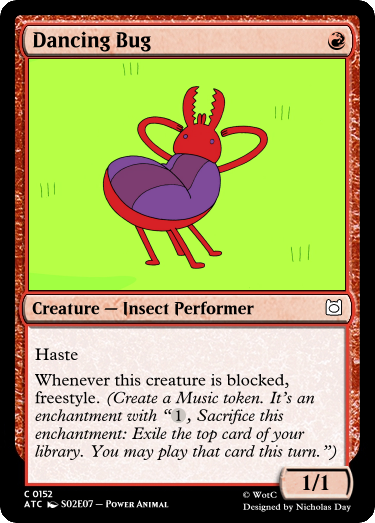 Dancing Bug
Creature — Insect Performer
Haste
Whenever this creature is blocked,
freestyle. (Create a Music token. It's an
enchantment with “1, Sacrifice this
enchantment: Exile the top card of your
library. You may play that card this turn.”)
1/1
C 0152
ATC S02E07 — Power Animal
© WotC
Designed by Nicholas Day